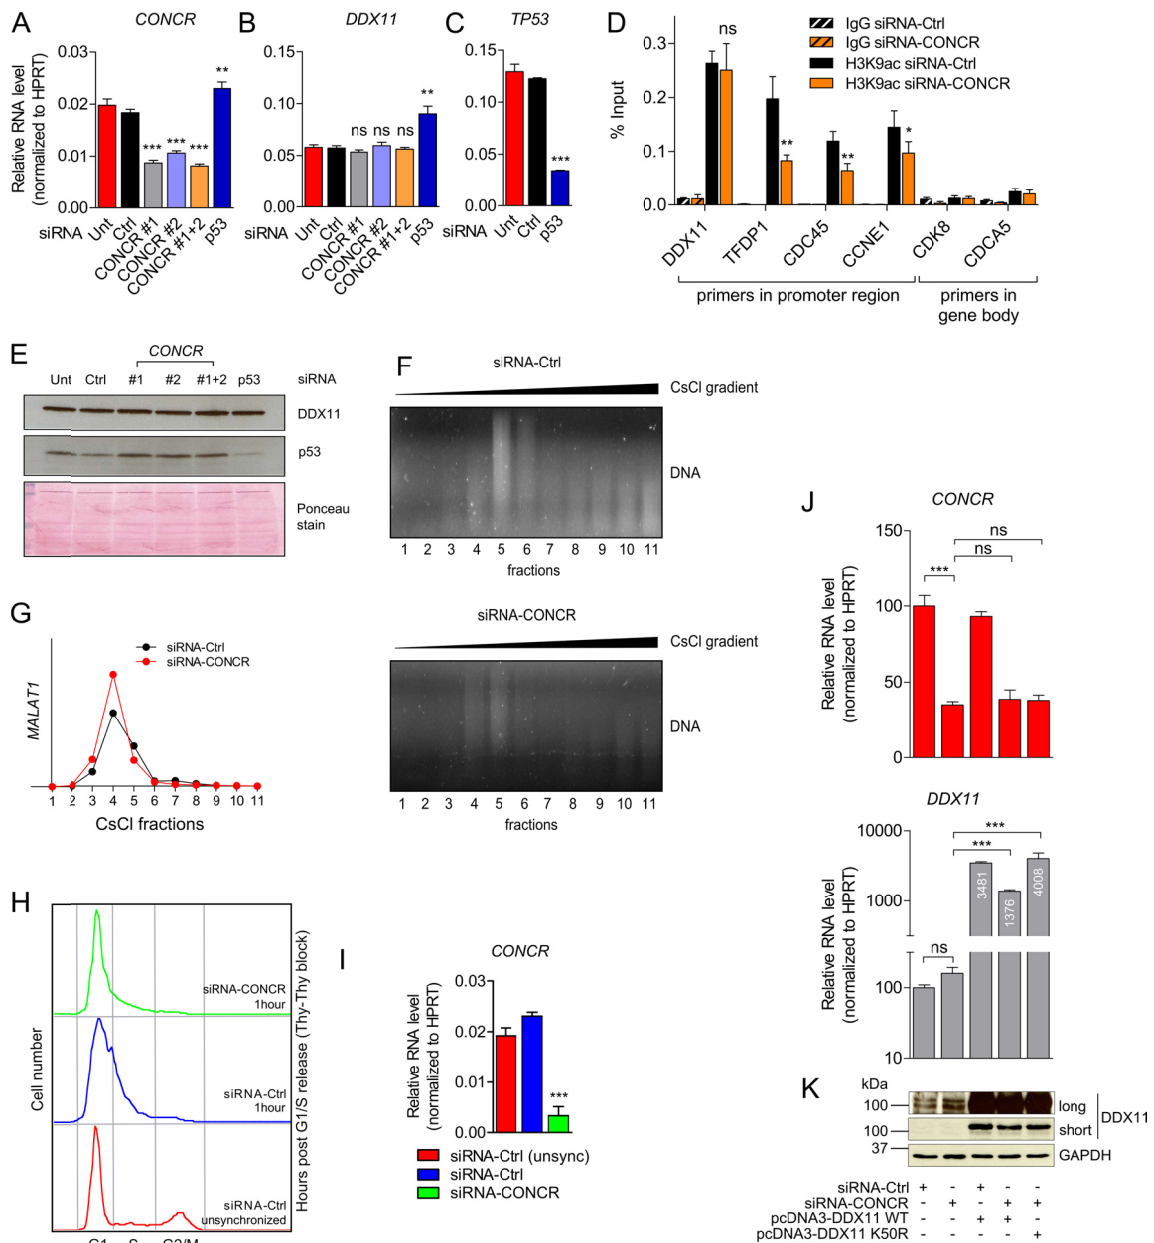 A
CONCR
Relative RNA level
(normalized to HPRT)
0.03
0.02
0.01
0.00
***
***
***
**
siRNA
Unt
Ctrl
CONCR #1
CONCR #2
CONCR #1+2
p53
B
DDX11
0.15
0.10
0.05
0.00
ns
ns
ns
**
siRNA
Unt
Ctrl
CONCR #1
CONCR #2
CONCR #1+2
p53
C
TP53
0.15
0.10
0.05
0.00
***
siRNA
Unt
Ctrl
p53
D
% Input
0.3
0.2
0.1
0.0
ns
**
**
*
IgG siRNA-Ctrl
IgG siRNA-CONCR
H3K9ac siRNA-Ctrl
H3K9ac siRNA-CONCR
DDX11
TFDP1
CDC45
CCNE1
CDK8
CDCA5
primers in promoter region
primers in
gene body
E
CONCR
Unt Ctrl #1 #2 #1+2 p53 siRNA
DDX11
p53
Ponceau
stain
F
siRNA-Ctrl
CsCl gradient
DNA
1 2 3 4 5 6 7 8 9 10 11
fractions
siRNA-CONCR
CsCl gradient
DNA
1 2 3 4 5 6 7 8 9 10 11
fractions
G
MALAT1
siRNA-Ctrl
siRNA-CONCR
1 2 3 4 5 6 7 8 9 10 11
CsCl fractions
H
Cell number
siRNA-CONCR
1hour
siRNA-Ctrl
1hour
siRNA-Ctrl
unsynchronized
Hours post G1/S release (Thy-Thy block)
G1 S G2/M
I
CONCR
Relative RNA level
(normalized to HPRT)
0.03
0.02
0.01
0.00
***
siRNA-Ctrl (unsync)
siRNA-Ctrl
siRNA-CONCR
J
CONCR
Relative RNA level
(normalized to HPRT)
150
100
50
0
***
ns
ns
DDX11
Relative RNA level
(normalized to HPRT)
10000
1000
100
10
ns
***
***
3481
1376
4008
K
kDa
100
100
37
long
short
DDX11
GAPDH
siRNA-Ctrl + - + - -
siRNA-CONCR - + - + +
pcDNA3-DDX11 WT - - + + -
pcDNA3-DDX11 K50R - - - - +